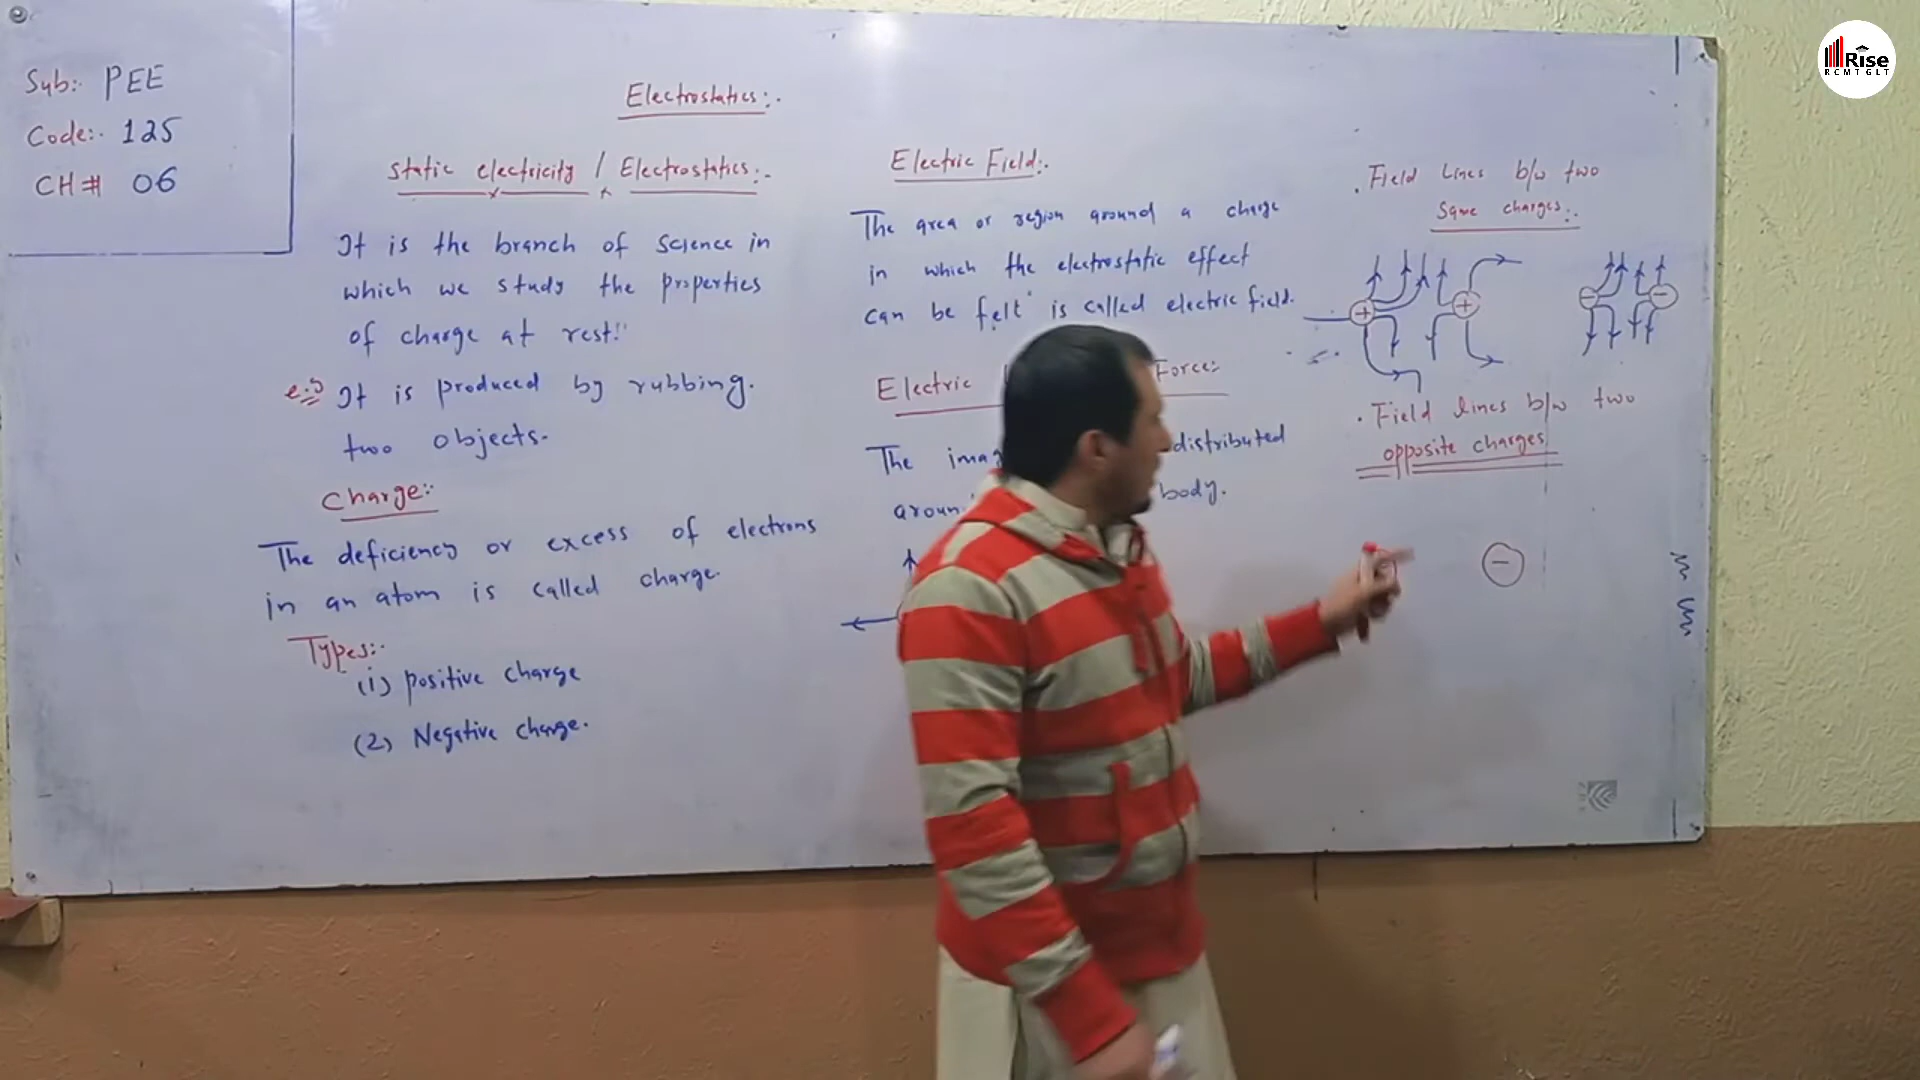 Sub:- PEE
Code:- 125
CH# 06
Electrostatics:-
Static electricity / Electrostatics:-
It is the branch of Science in
which we study the properties
of charge at rest!!
e.g It is produced by rubbing.
two objects.
Charge:-
The deficiency or excess of electrons
in an atom is called charge.
Types:-
(i) positive charge
(2) Negative charge.
Electric Field:-
The area or region around a charge
in which the electrostatic effect
can be felt is called electric field.
Electric Force:-
The distributed
body.
. Field Lines b/w two
Same charges:-
+ +
- -
. Field lines b/w two
opposite charges
-
Rise
RCMTGLT